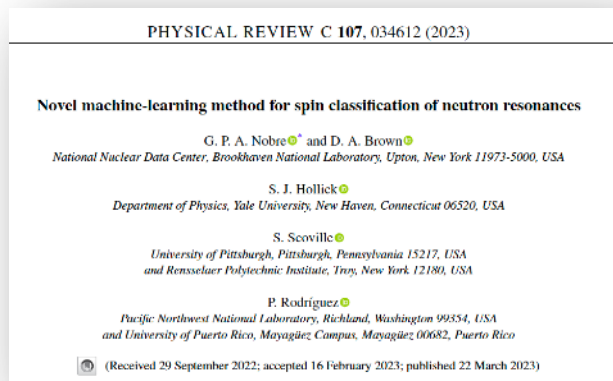 PHYSICAL REVIEW C 107, 034612 (2023)
Novel machine-learning method for spin classification of neutron resonances
G. P. A. Nobre * and D. A. Brown
National Nuclear Data Center, Brookhaven National Laboratory, Upton, New York 11973-5000, USA
S. J. Hollick
Department of Physics, Yale University, New Haven, Connecticut 06520, USA
S. Scoville
University of Pittsburgh, Pittsburgh, Pennsylvania 15217, USA
and Rensselaer Polytechnic Institute, Troy, New York 12180, USA
P. Rodríguez
Pacific Northwest National Laboratory, Richland, Washington 99354, USA
and University of Puerto Rico, Mayagüez Campus, Mayagüez 00682, Puerto Rico
(Received 29 September 2022; accepted 16 February 2023; published 22 March 2023)